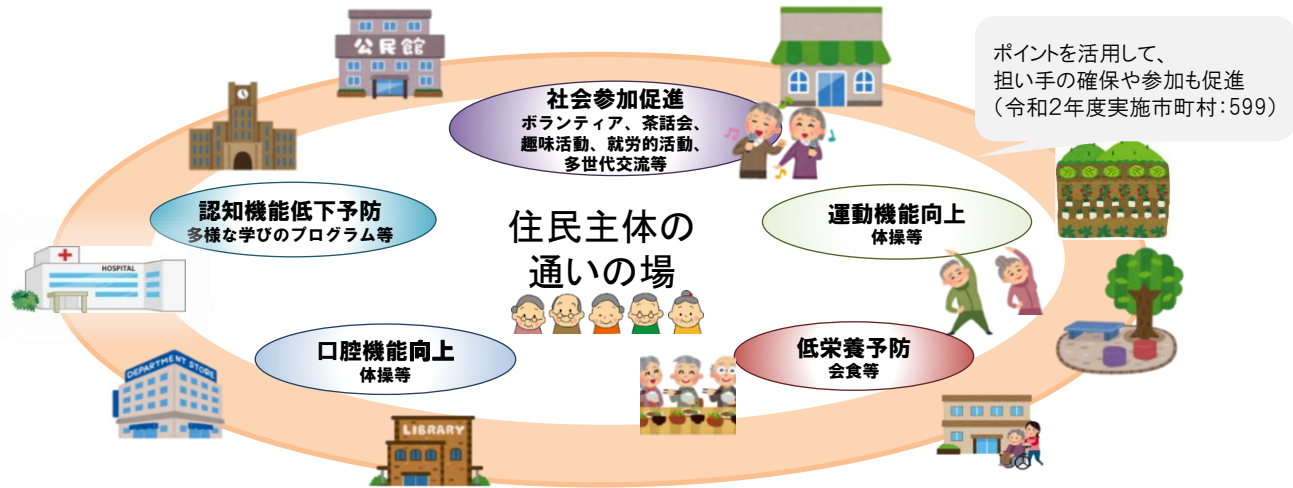 公民館
ポイントを活用して、
担い手の確保や参加も促進
（令和２年度実施市町村：599）
社会参加促進
ボランティア、茶話会、
趣味活動、就労的活動、
多世代交流等
認知機能低下予防
多様な学びのプログラム等
運動機能向上
体操等
住民主体の
通いの場
HOSPITAL
口腔機能向上
体操等
低栄養予防
会食等
DEPARTMENT STORE
LIBRARY